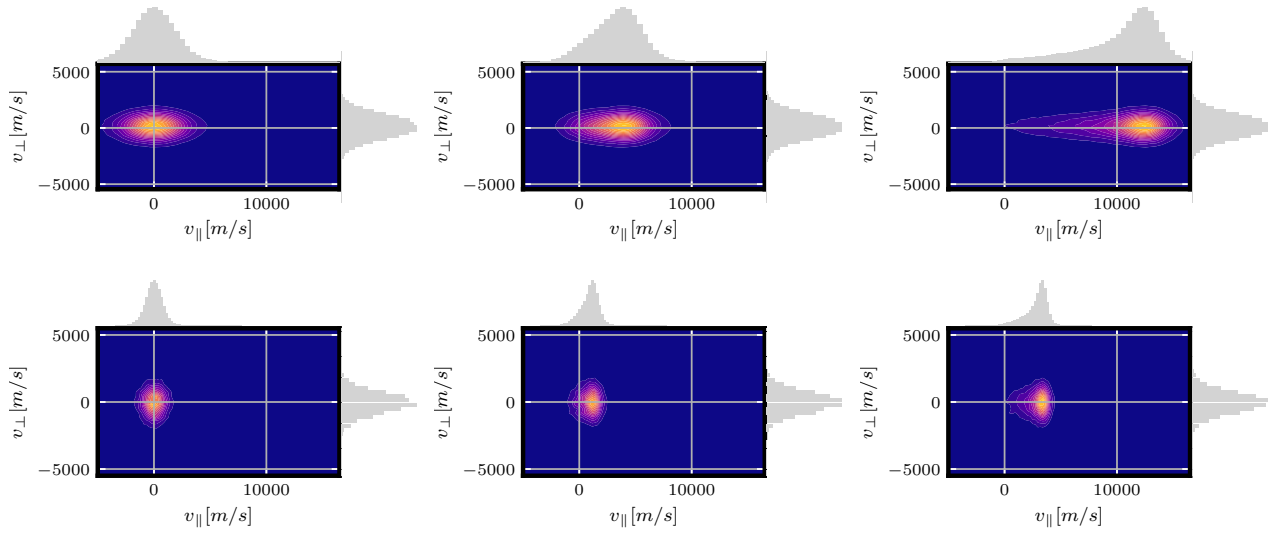 5000 5000 5000
v⊥[m/s] v⊥[m/s] v⊥[m/s]
0 0 0
−5000 −5000 −5000
0 10000 0 10000 0 10000
v∥[m/s] v∥[m/s] v∥[m/s]
5000 5000 5000
v⊥[m/s] v⊥[m/s] v⊥[m/s]
0 0 0
−5000 −5000 −5000
0 10000 0 10000 0 10000
v∥[m/s] v∥[m/s] v∥[m/s]